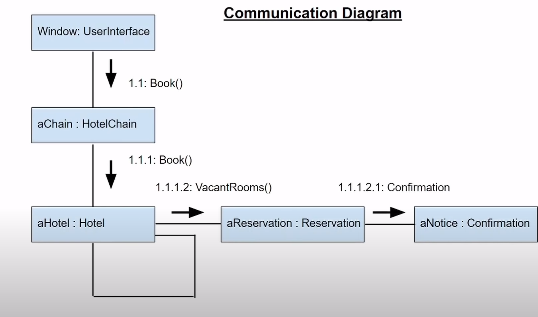 Communication Diagram
Window: UserInterface
1.1: Book()
aChain : HotelChain
1.1.1: Book()
1.1.1.2: VacantRooms()
1.1.1.2.1: Confirmation
aHotel : Hotel
aReservation : Reservation
aNotice : Confirmation